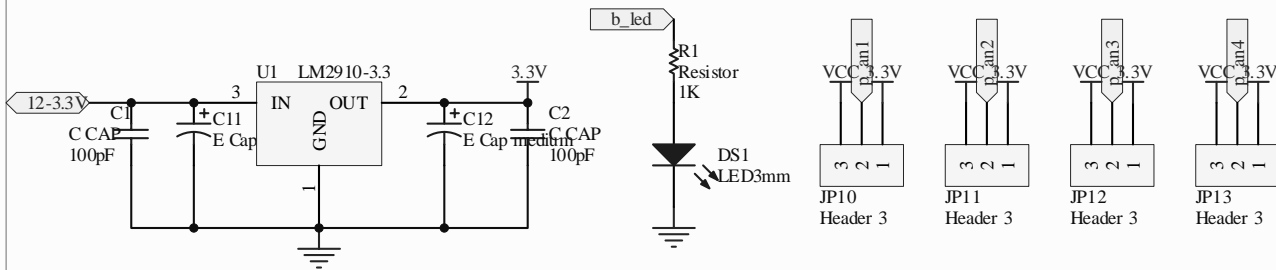 b_led
R1
Resistor
1K
DS1
LED3mm
U1 LM2910-3.3
3.3V
12-3.3V
3 IN OUT 2
GND
1
C1
C CAP
100pF
C11
E Cap
C12
E Cap medium
C2
C CAP
100pF
p_an1
VCC 3.3V
3 2 1
JP10
Header 3
p_an2
VCC 3.3V
3 2 1
JP11
Header 3
p_an3
VCC 3.3V
3 2 1
JP12
Header 3
p_an4
VCC 3.3V
3 2 1
JP13
Header 3